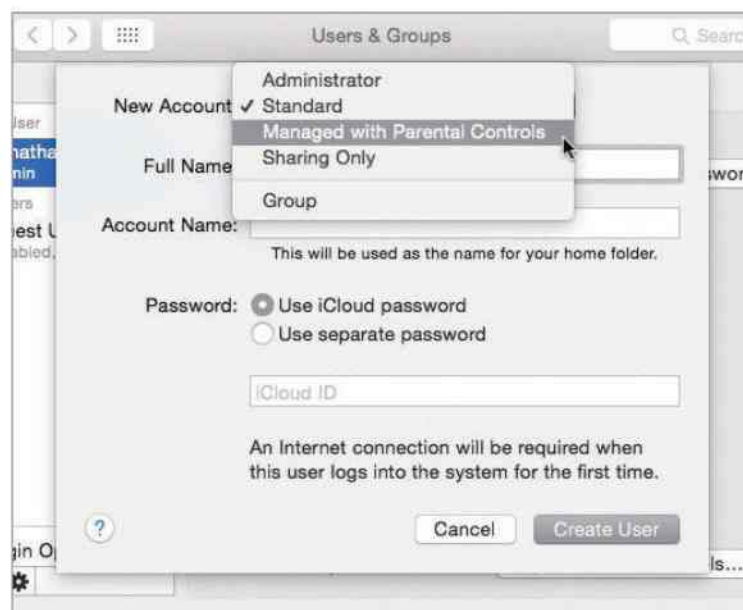 Users & Groups
Searc
Administrator
New Account ✓ Standard
Managed with Parental Controls
Full Name
Sharing Only
Group
Account Name:
This will be used as the name for your home folder.
Password: Use iCloud password
Use separate password
iCloud ID
An Internet connection will be required when
this user logs into the system for the first time.
? Cancel Create User